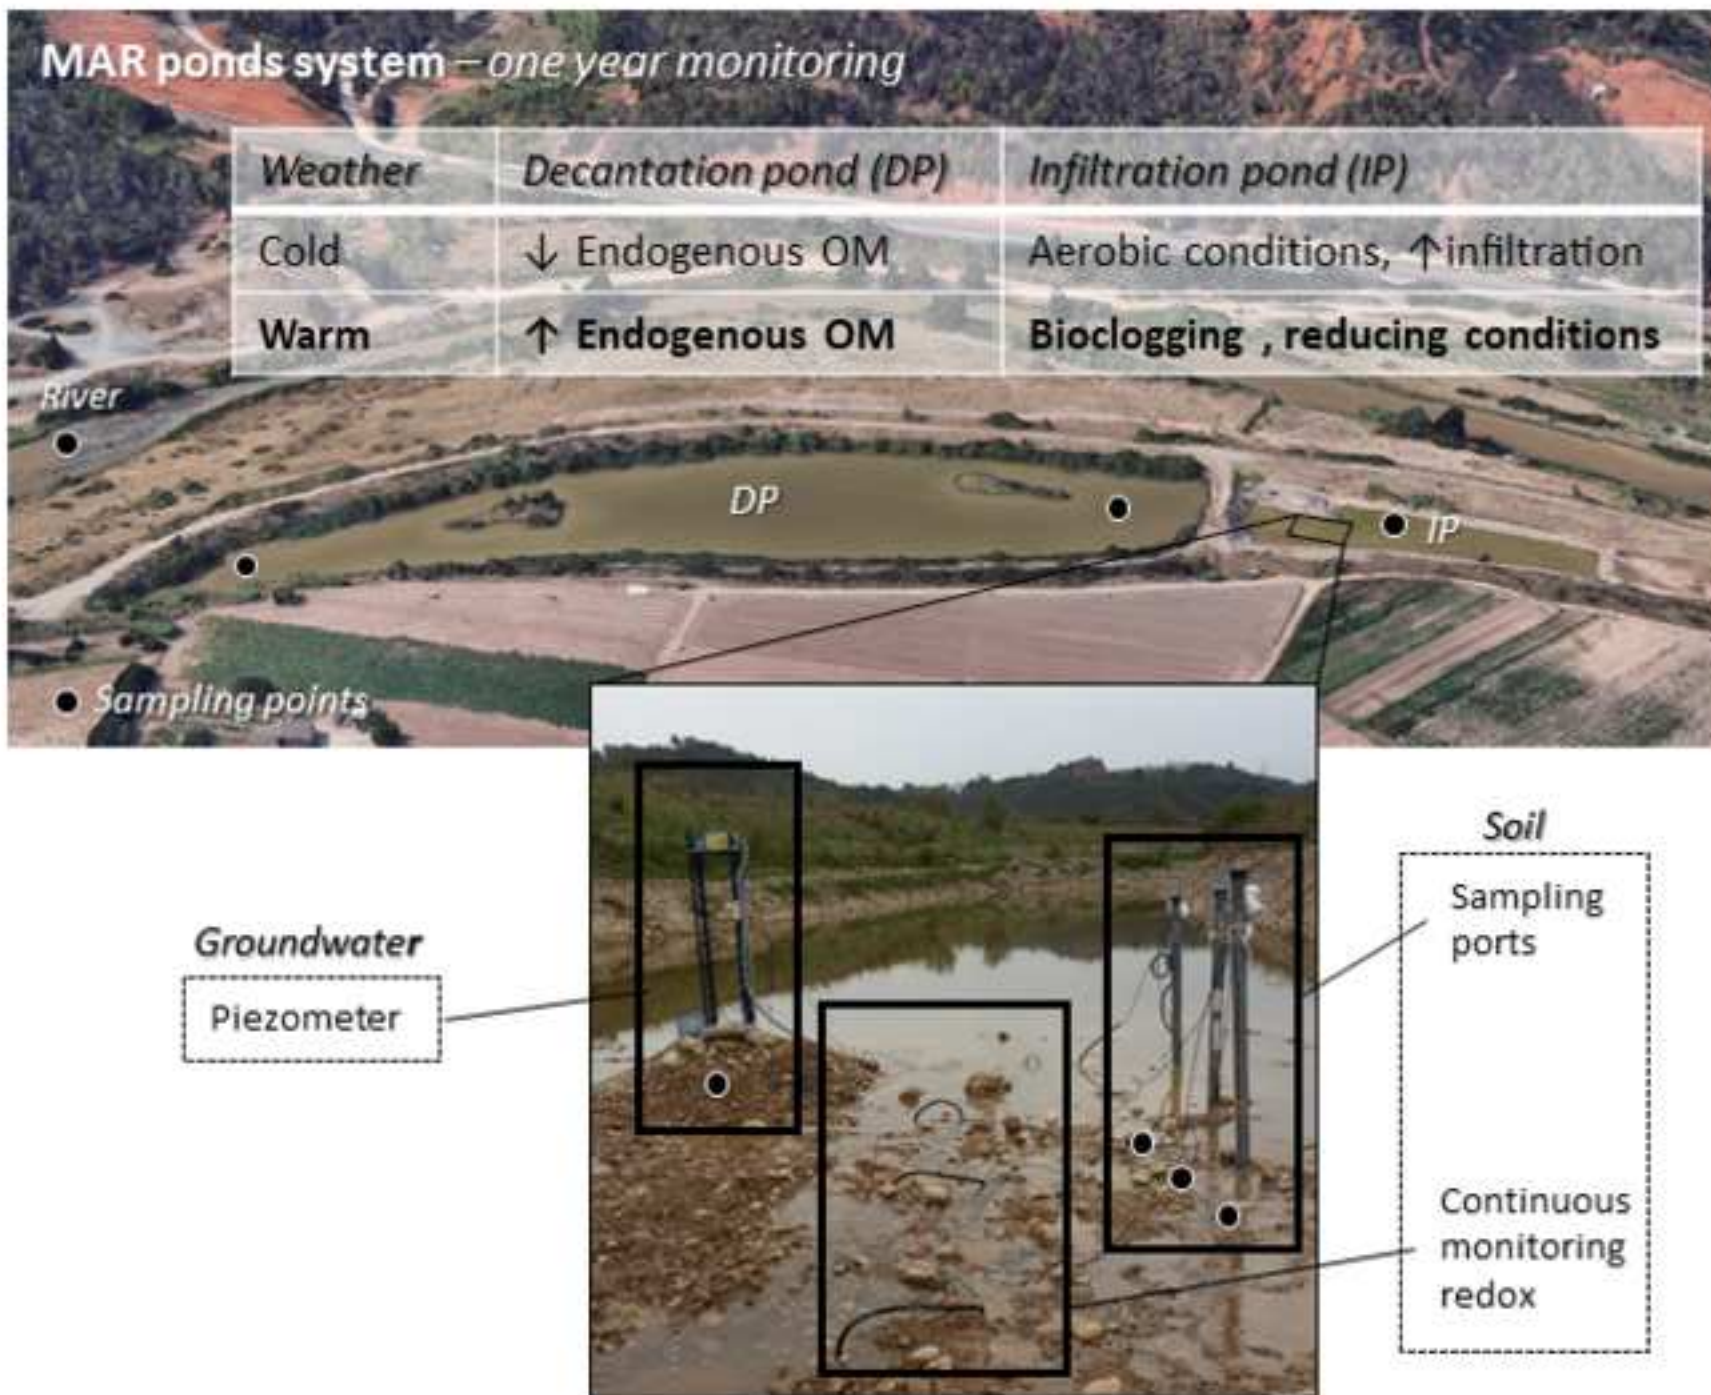 MAR ponds system – one year monitoring
Weather Decantation pond (DP) Infiltration pond (IP)
Cold ↓ Endogenous OM Aerobic conditions, ↑infiltration
Warm ↑ Endogenous OM Bioclogging , reducing conditions
River
DP
IP
Sampling points
Groundwater
Piezometer
Soil
Sampling
ports
Continuous
monitoring
redox